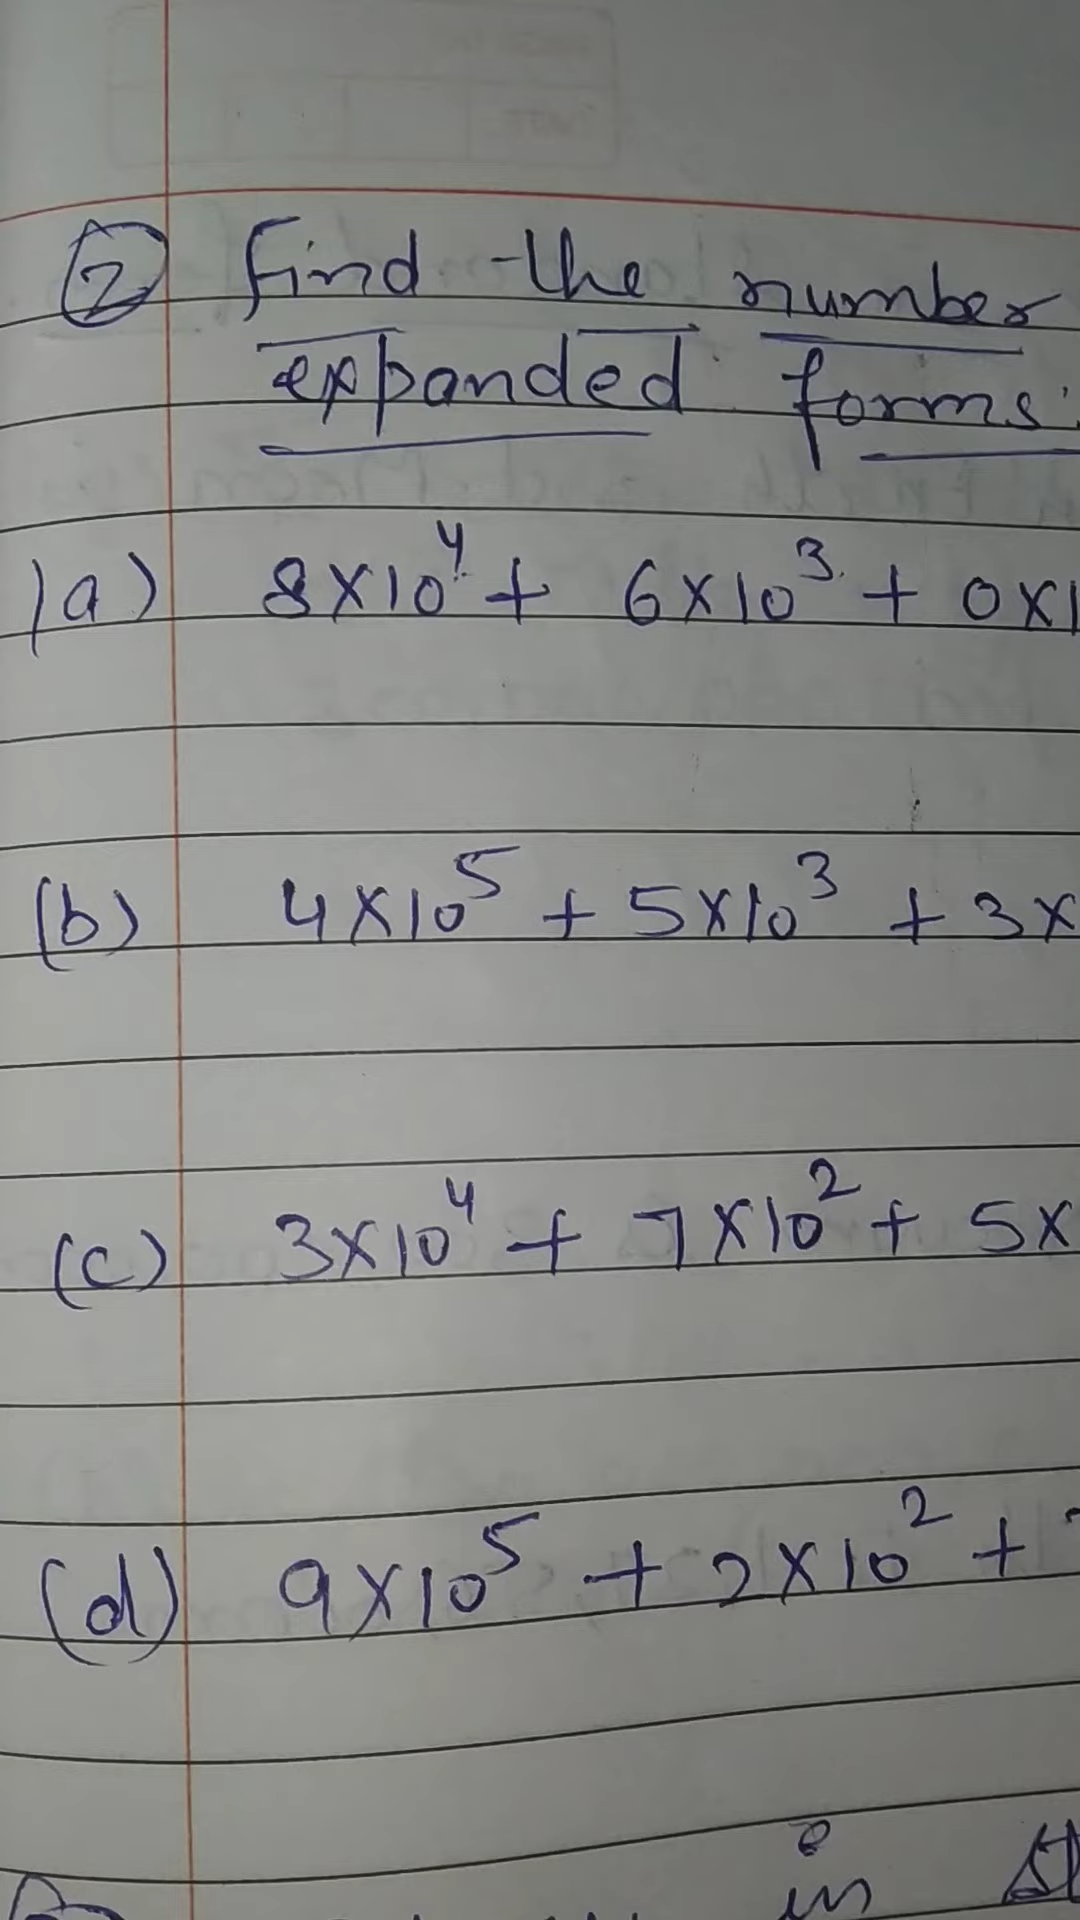 ② Find the number
expanded forms:
(a) 8×10⁴ + 6×10³ + 0×1
(b) 4×10⁵ + 5×10³ + 3×
(c) 3×10⁴ + 7×10² + 5×
(d) 9×10⁵ + 2×10² +
in